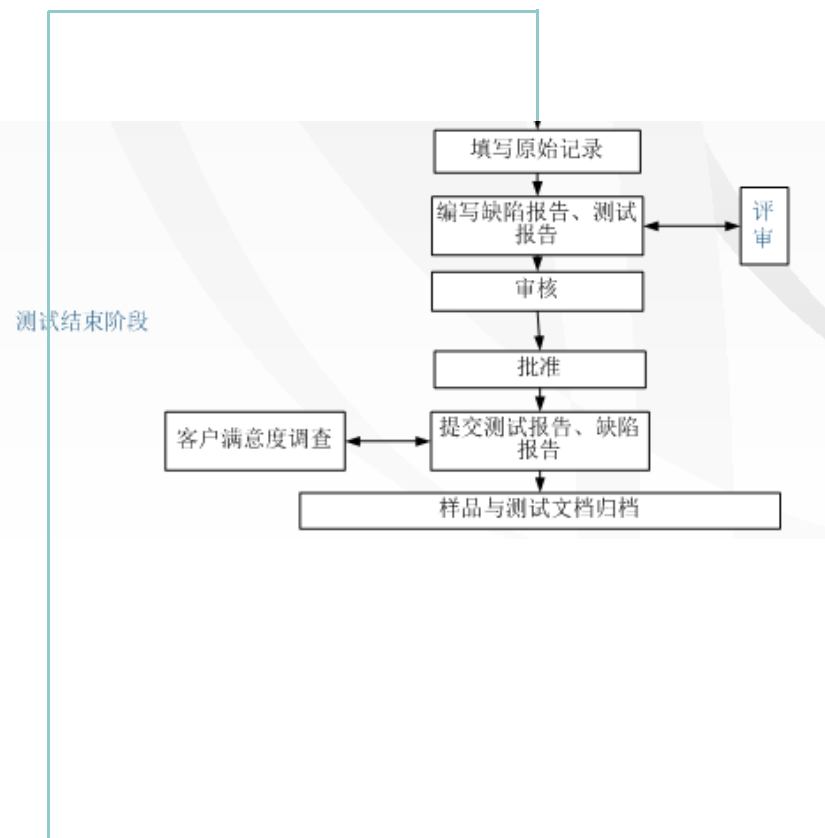 填写原始记录
编写缺陷报告、测试
报告
评
审
审核
测试结束阶段
批准
客户满意度调查
提交测试报告、缺陷
报告
样品与测试文档归档